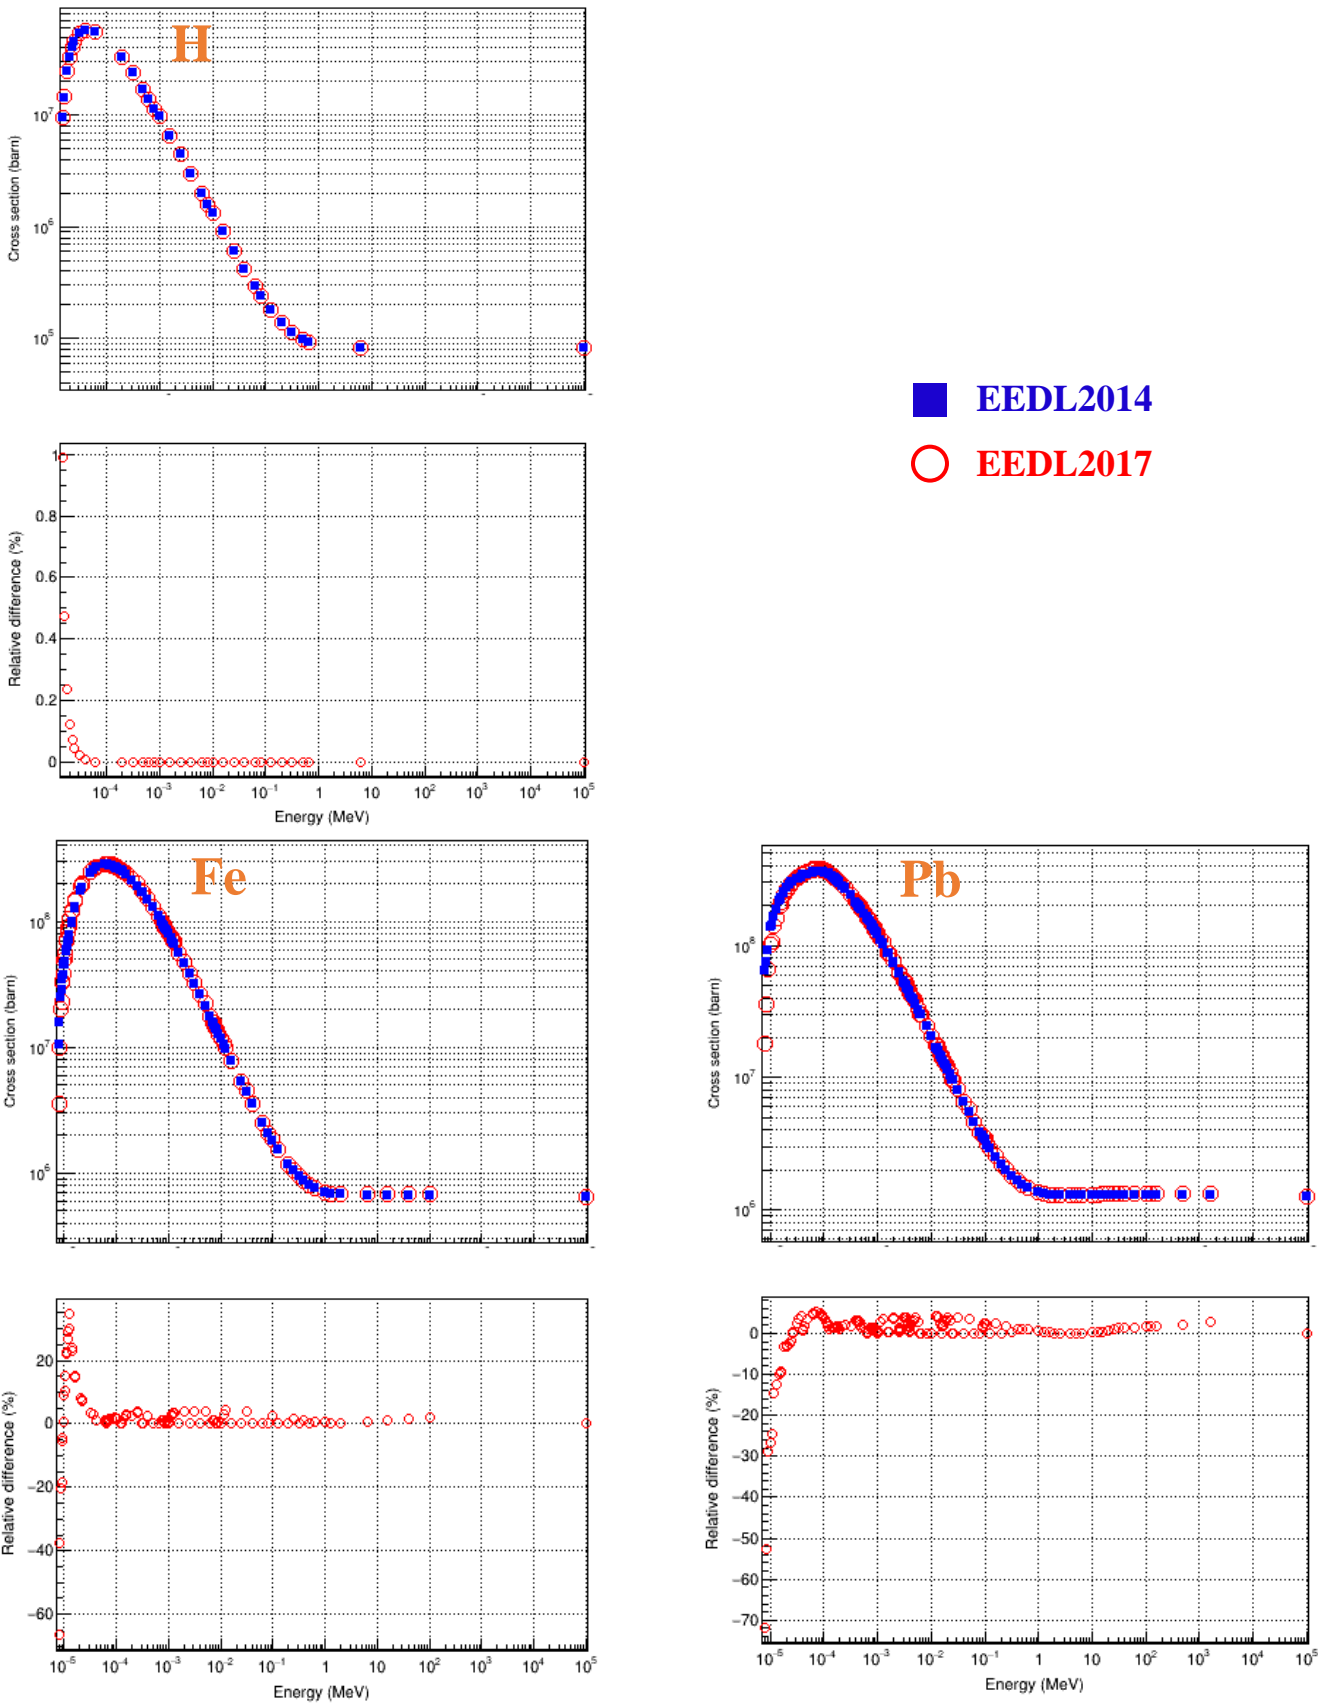 H
10⁷
10⁶
10⁵
Cross section (barn)
EEDL2014
EEDL2017
1
0.8
0.6
0.4
0.2
0
Relative difference (%)
10⁻⁴ 10⁻³ 10⁻² 10⁻¹ 1 10 10² 10³ 10⁴ 10⁵
Energy (MeV)
Fe
10⁸
10⁷
10⁶
Cross section (barn)
Pb
10⁸
10⁷
10⁶
Cross section (barn)
20
0
−20
−40
−60
Relative difference (%)
10⁻⁵ 10⁻⁴ 10⁻³ 10⁻² 10⁻¹ 1 10 10² 10³ 10⁴ 10⁵
Energy (MeV)
0
−10
−20
−30
−40
−50
−60
−70
Relative difference (%)
10⁻⁵ 10⁻⁴ 10⁻³ 10⁻² 10⁻¹ 1 10 10² 10³ 10⁴ 10⁵
Energy (MeV)